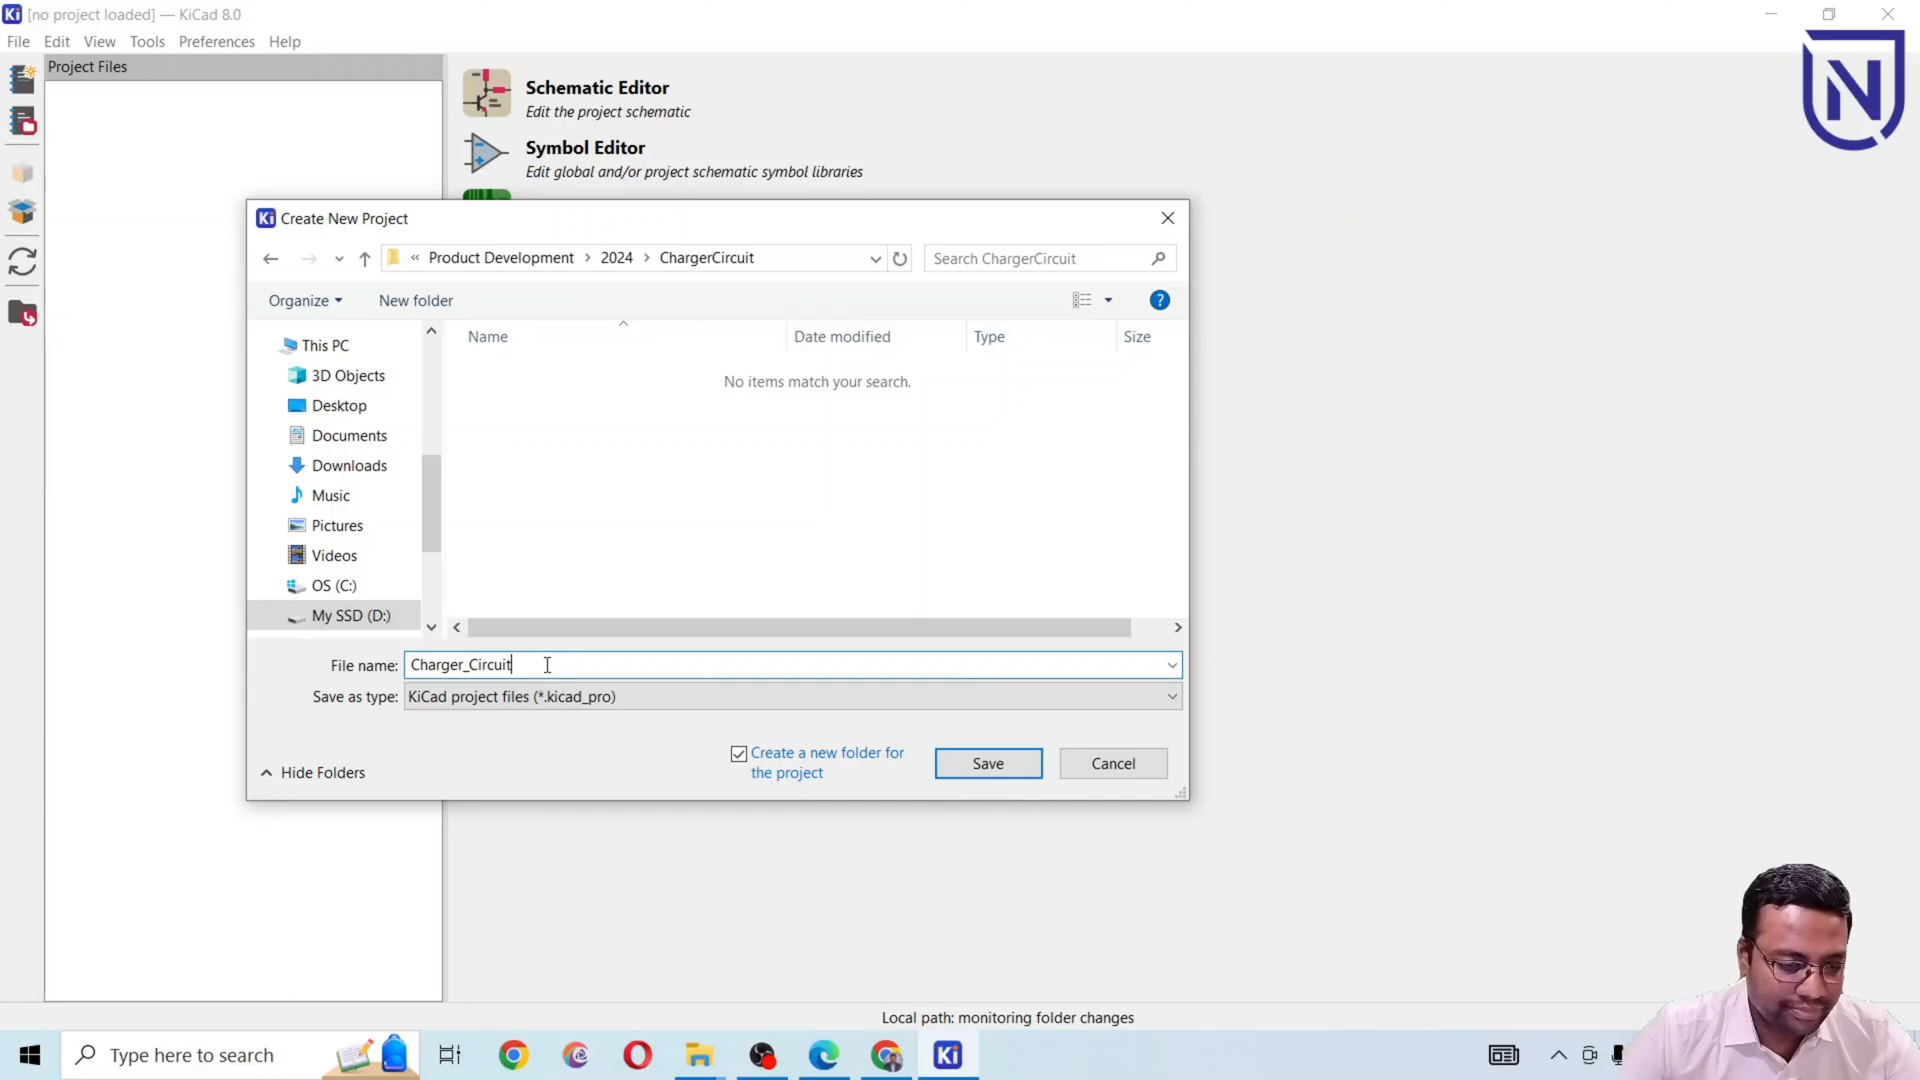 Ki [no project loaded] — KiCad 8.0
File Edit View Tools Preferences Help
Project Files
Schematic Editor
Edit the project schematic
Symbol Editor
Edit global and/or project schematic symbol libraries
N
Ki Create New Project
« Product Development > 2024 > ChargerCircuit
Search ChargerCircuit
Organize New folder
?
Name Date modified Type Size
No items match your search.
This PC
3D Objects
Desktop
Documents
Downloads
Music
Pictures
Videos
OS (C:)
My SSD (D:)
File name: Charger_Circuit
Save as type: KiCad project files (*.kicad_pro)
Hide Folders
Create a new folder for
the project
Save Cancel
Local path: monitoring folder changes
Type here to search
Ki